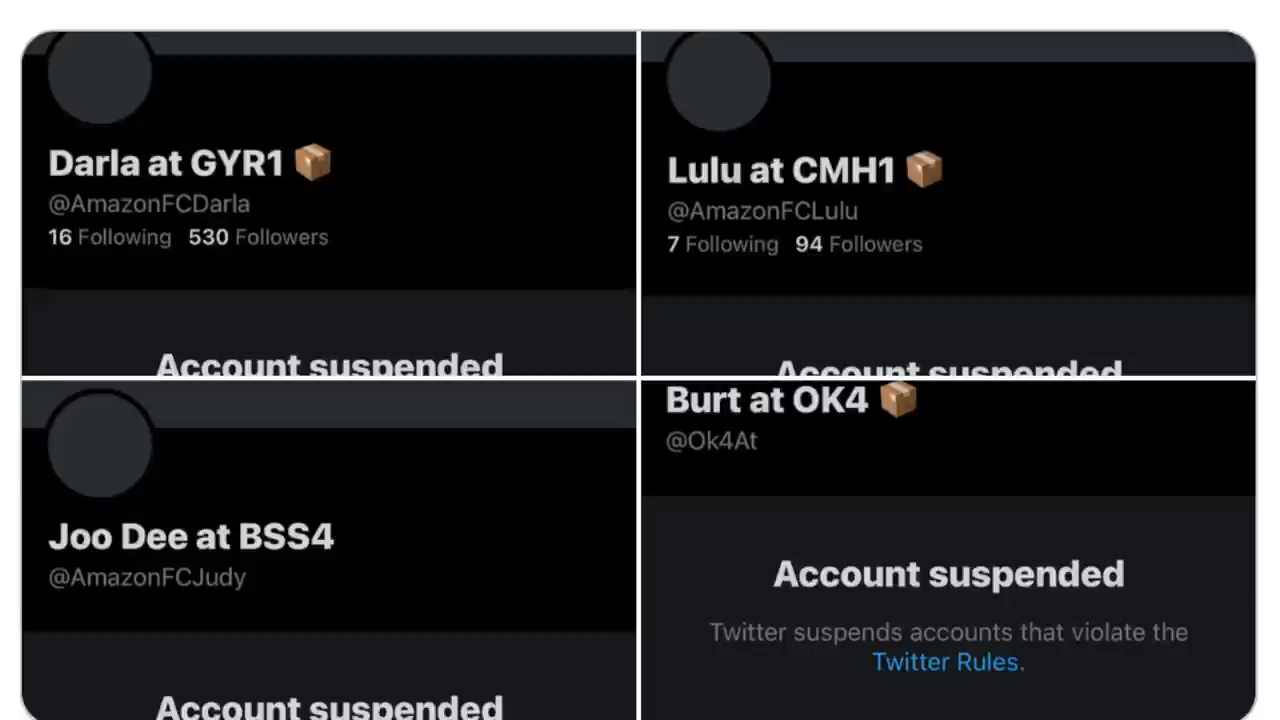 Darla at GYR1 📦
@AmazonFCDarla
16 Following 530 Followers
Account suspended
Lulu at CMH1 📦
@AmazonFCLulu
7 Following 94 Followers
Account suspended
Joo Dee at BSS4
@AmazonFCJudy
Account suspended
Burt at OK4 📦
@Ok4At
Account suspended
Twitter suspends accounts that violate the
Twitter Rules.